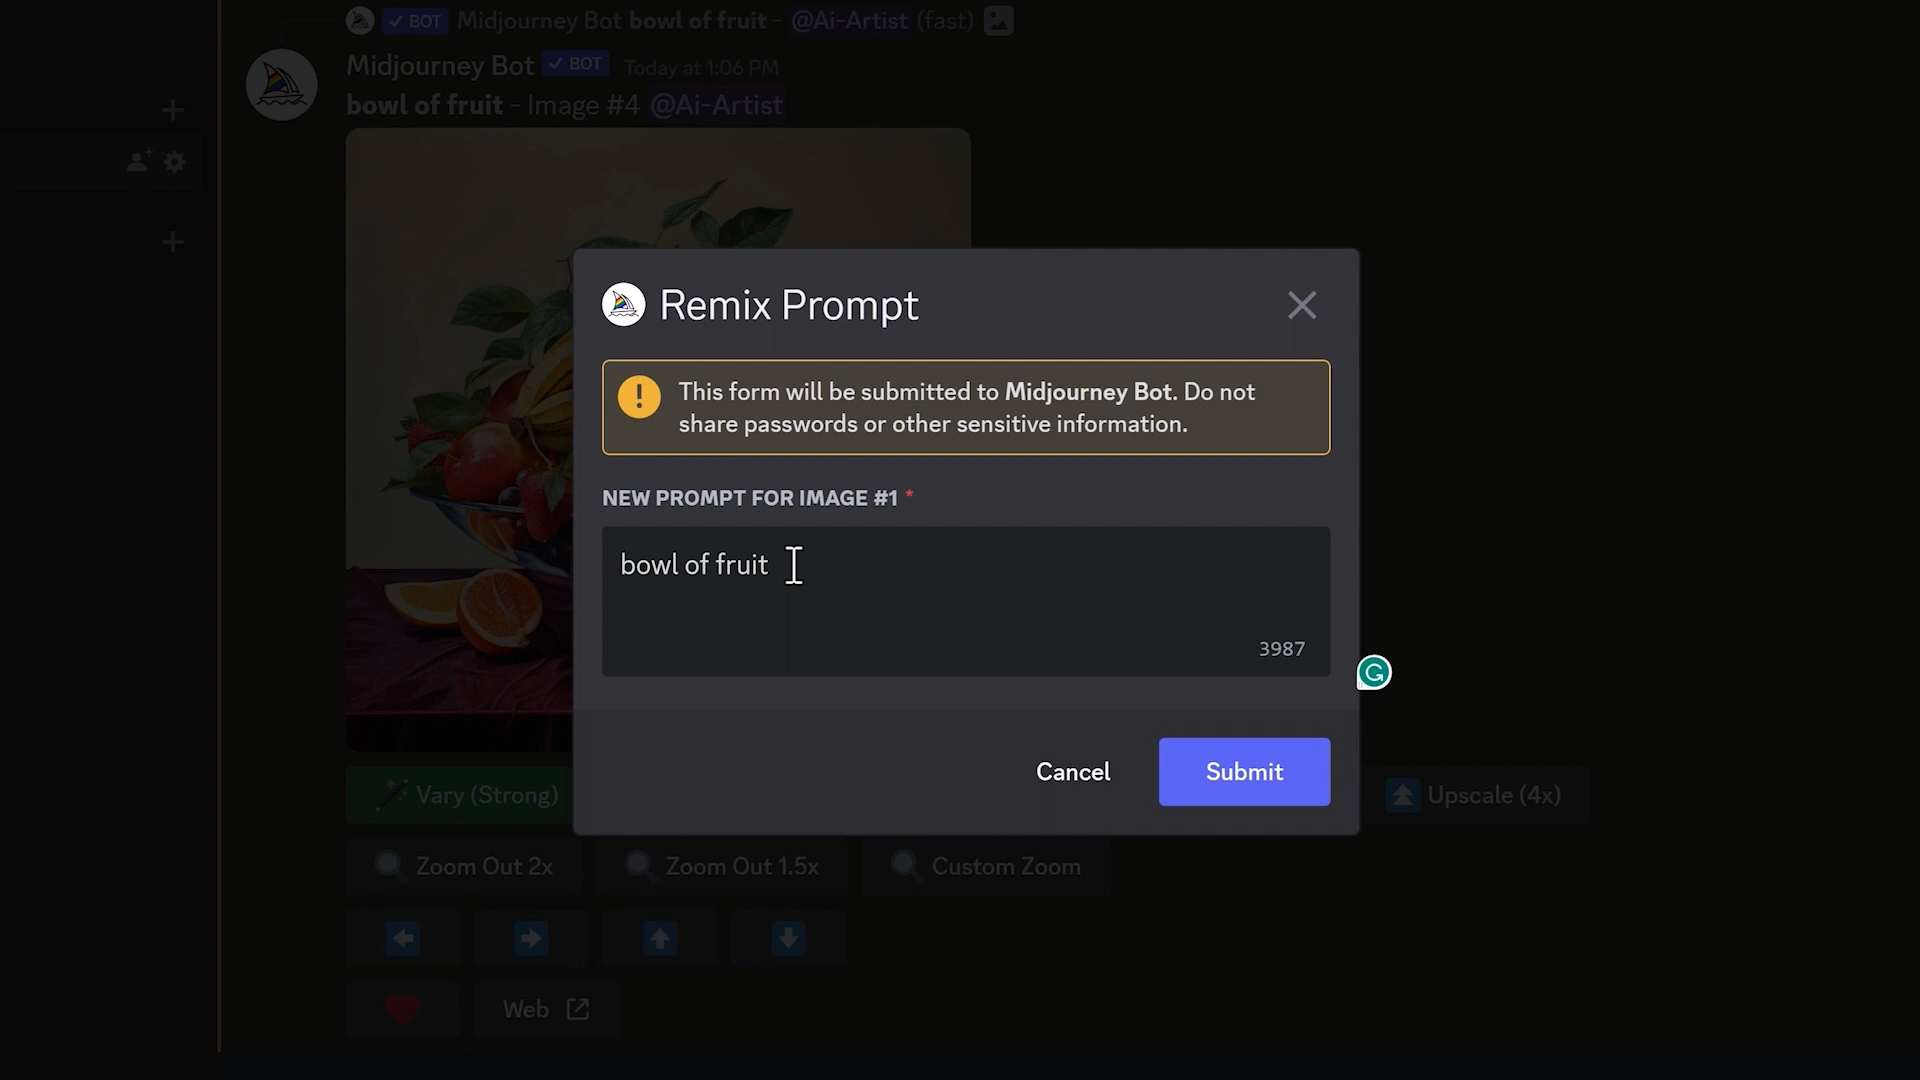 BOT Midjourney Bot bowl of fruit - @Ai-Artist (fast)
Midjourney Bot BOT Today at 1:06 PM
bowl of fruit - Image #4 @Ai-Artist
Remix Prompt
This form will be submitted to Midjourney Bot. Do not
share passwords or other sensitive information.
NEW PROMPT FOR IMAGE #1 *
bowl of fruit
3987
Cancel Submit
Vary (Strong) Upscale (4x)
Zoom Out 2x Zoom Out 1.5x Custom Zoom
Web